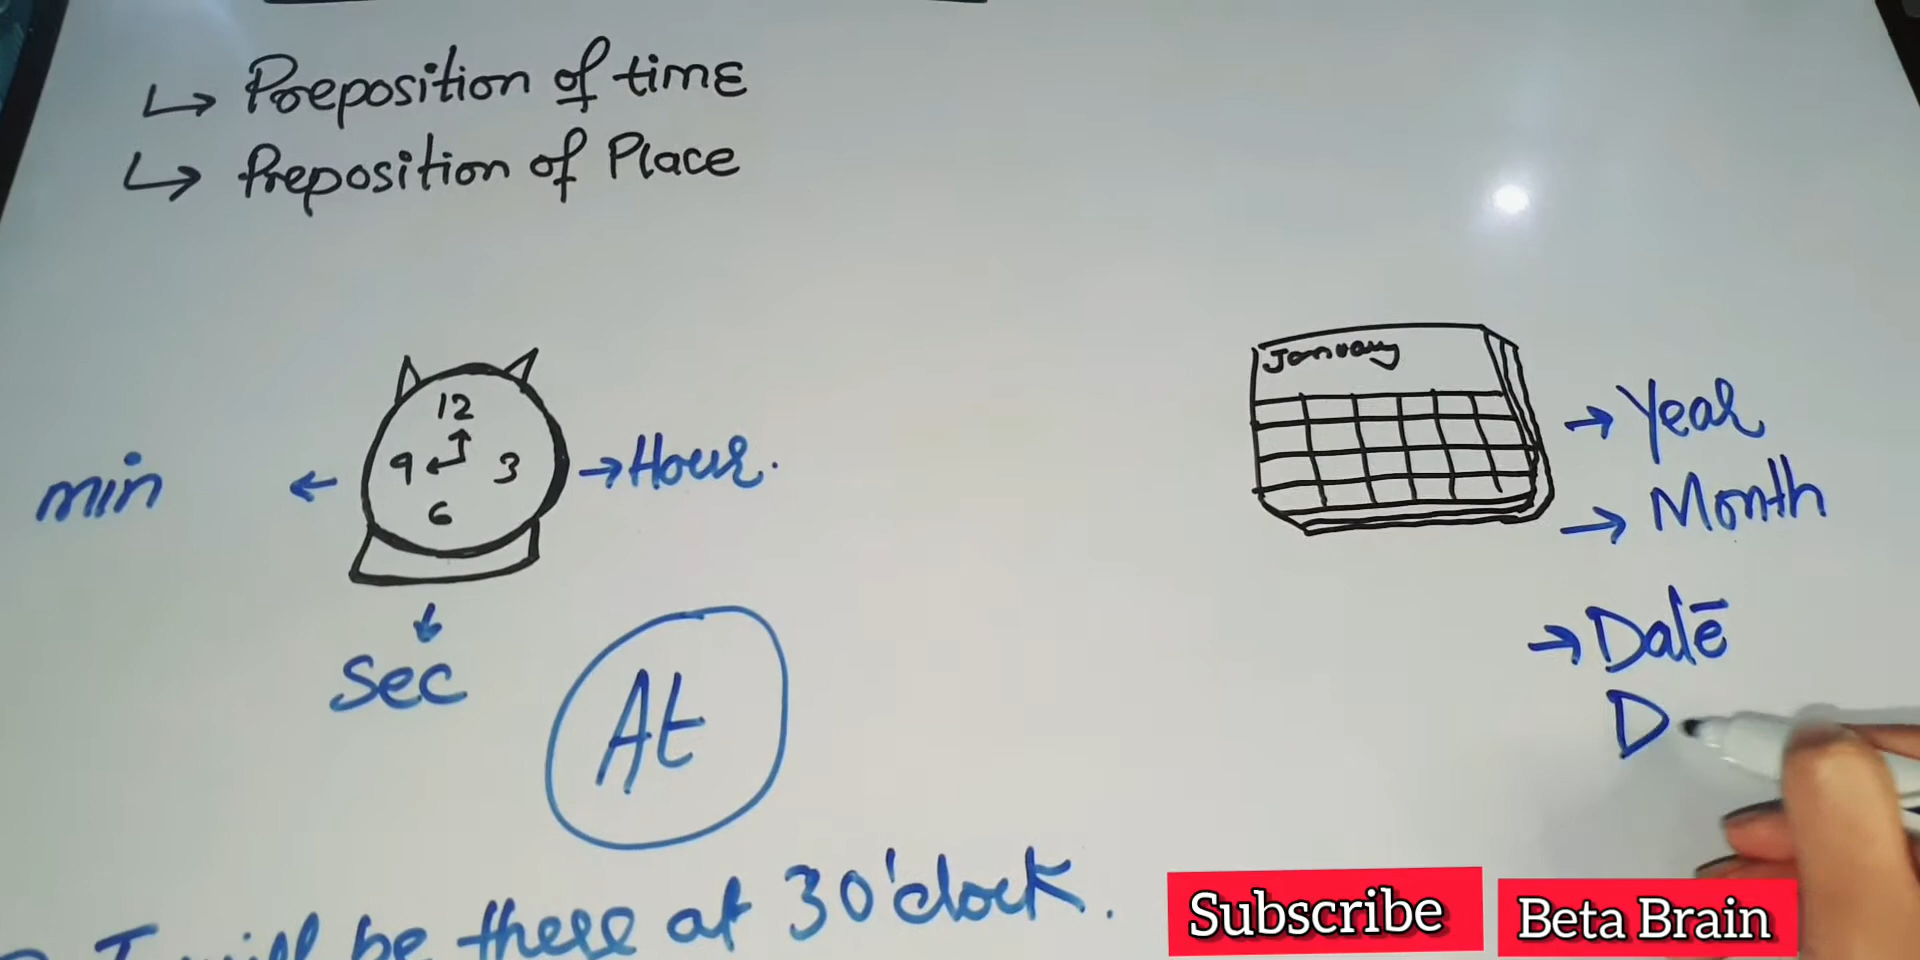 ↳ Preposition of time
↳ Preposition of Place
January
12
9 3
6
min ← → Hour.
↓
Sec
At
→ Year
→ Month
→ Date
D
I will be there at 3 O'clock.
Subscribe
Beta Brain